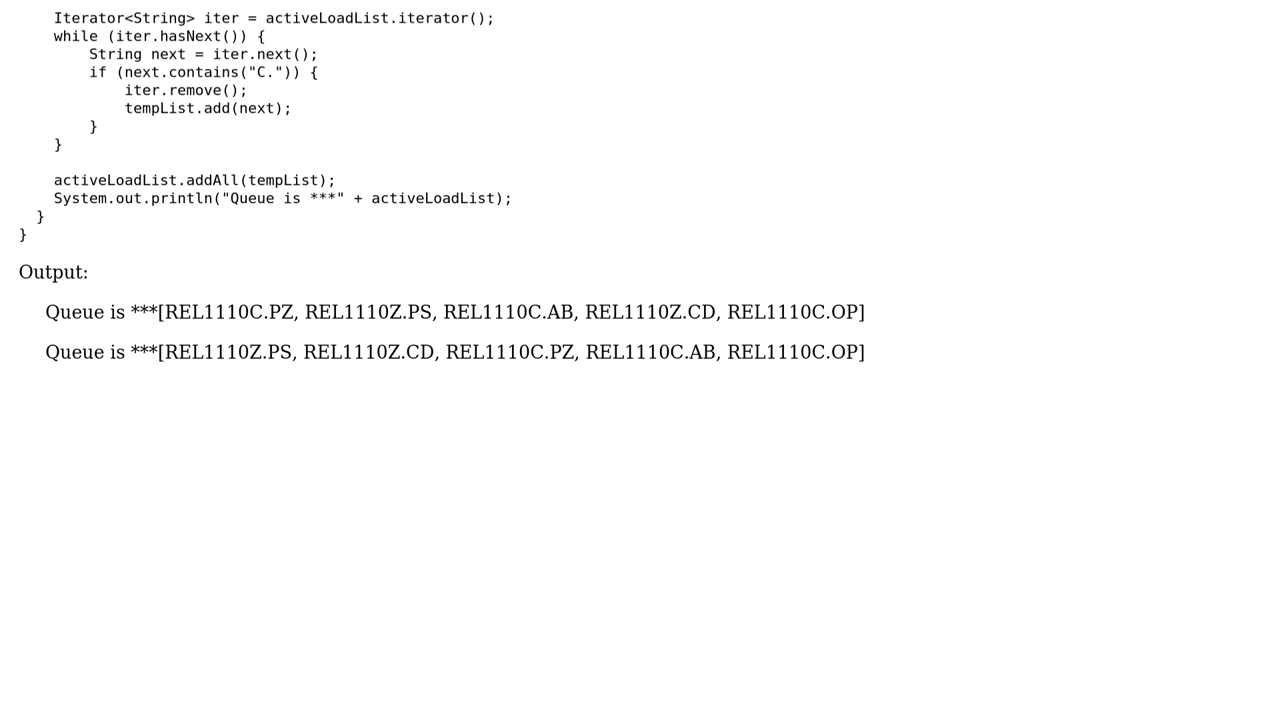 Iterator<String> iter = activeLoadList.iterator();
    while (iter.hasNext()) {
        String next = iter.next();
        if (next.contains("C.")) {
            iter.remove();
            tempList.add(next);
        }
    }

    activeLoadList.addAll(tempList);
    System.out.println("Queue is ***" + activeLoadList);
  }
}
Output:
Queue is ***[REL1110C.PZ, REL1110Z.PS, REL1110C.AB, REL1110Z.CD, REL1110C.OP]
Queue is ***[REL1110Z.PS, REL1110Z.CD, REL1110C.PZ, REL1110C.AB, REL1110C.OP]